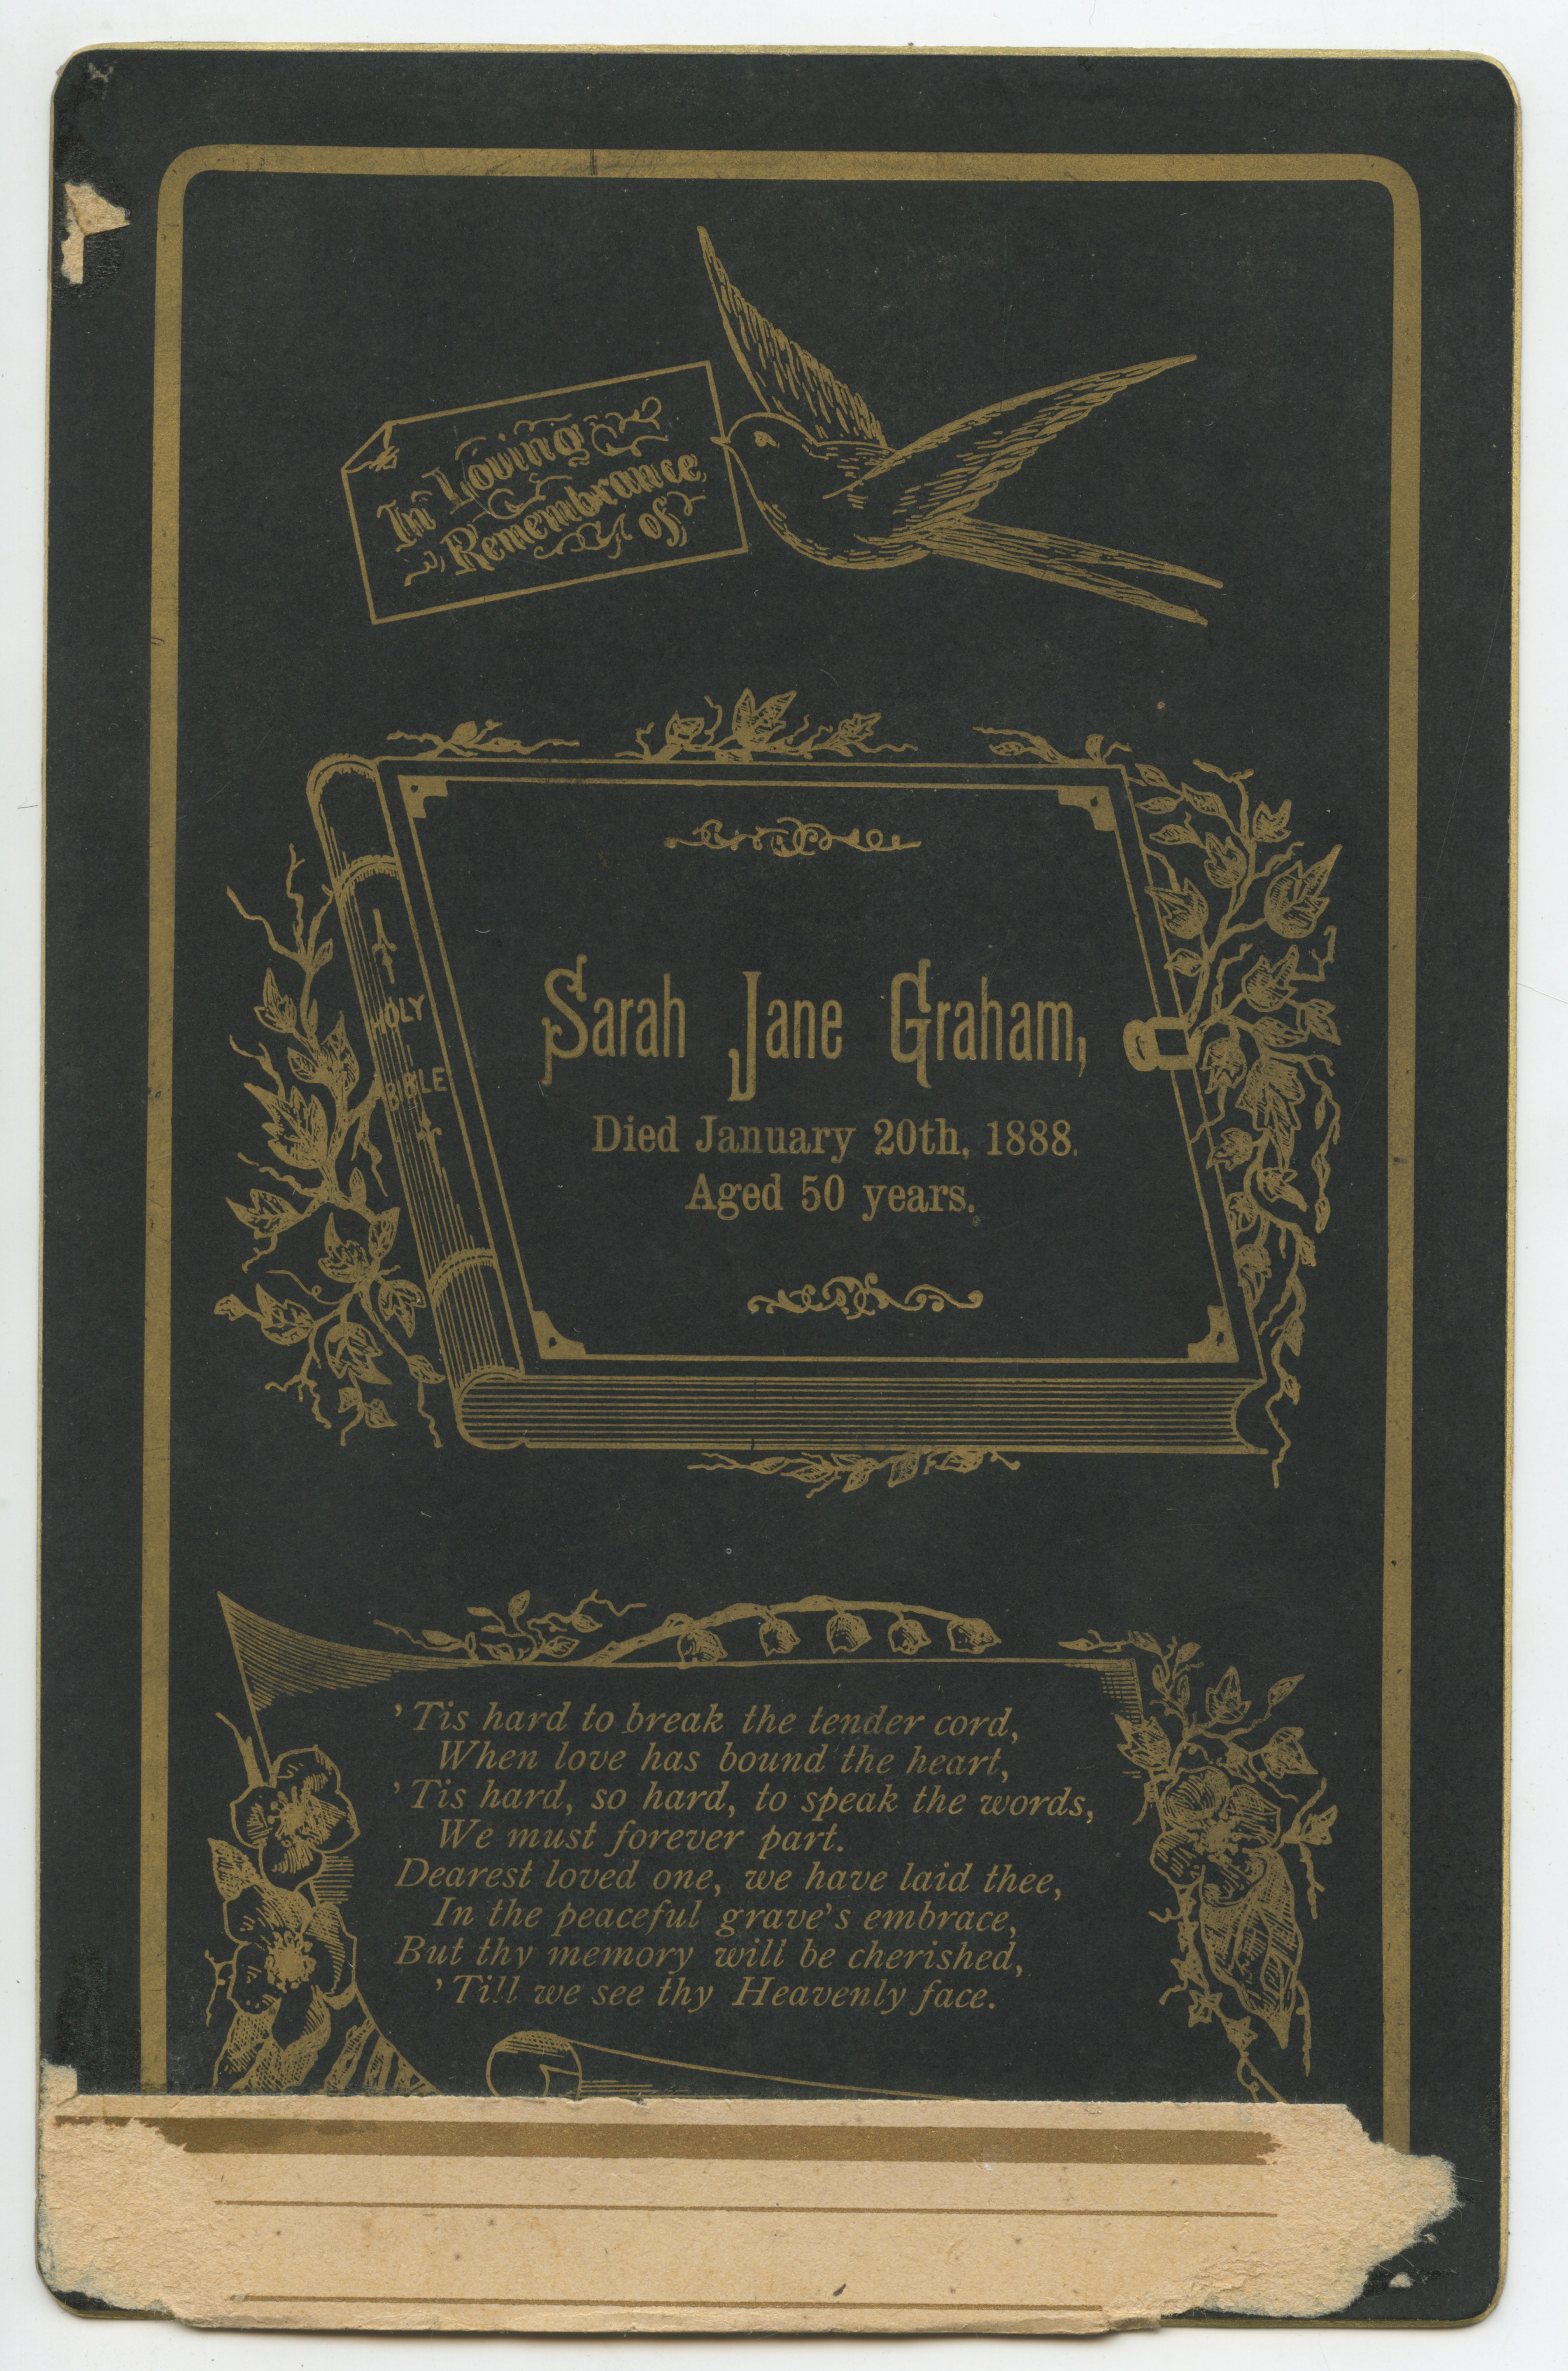 In Loving
Remembrance
of
HOLY
BIBLE
Sarah Jane Graham,
Died January 20th, 1888.
Aged 50 years.
'Tis hard to break the tender cord,
When love has bound the heart,
'Tis hard, so hard, to speak the words,
We must forever part.
Dearest loved one, we have laid thee,
In the peaceful grave's embrace,
But thy memory will be cherished,
'Till we see thy Heavenly face.